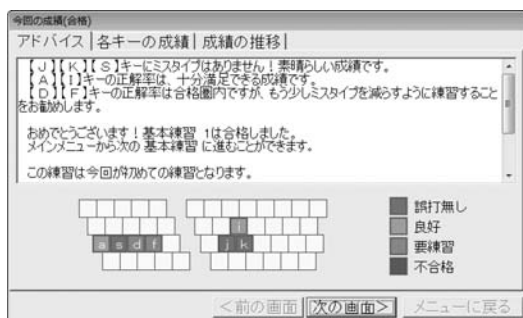 今回の成績(合格)
アドバイス|各キーの成績|成績の推移|
【J】【K】【S】キーにミスタイプはありません!素晴らしい成績です。
【A】【I】キーの正解率は、十分満足できる成績です。
【D】【F】キーの正解率は合格圏内ですが、もう少しミスタイプを減らすように練習すること
をお勧めします。
おめでとうございます!基本練習 1は合格しました。
メインメニューから次の 基本練習 に進むことができます。
この練習は今回が初めての練習となります。
i
a s d f j k
誤打無し
良好
要練習
不合格
<前の画面 次の画面> メニューに戻る